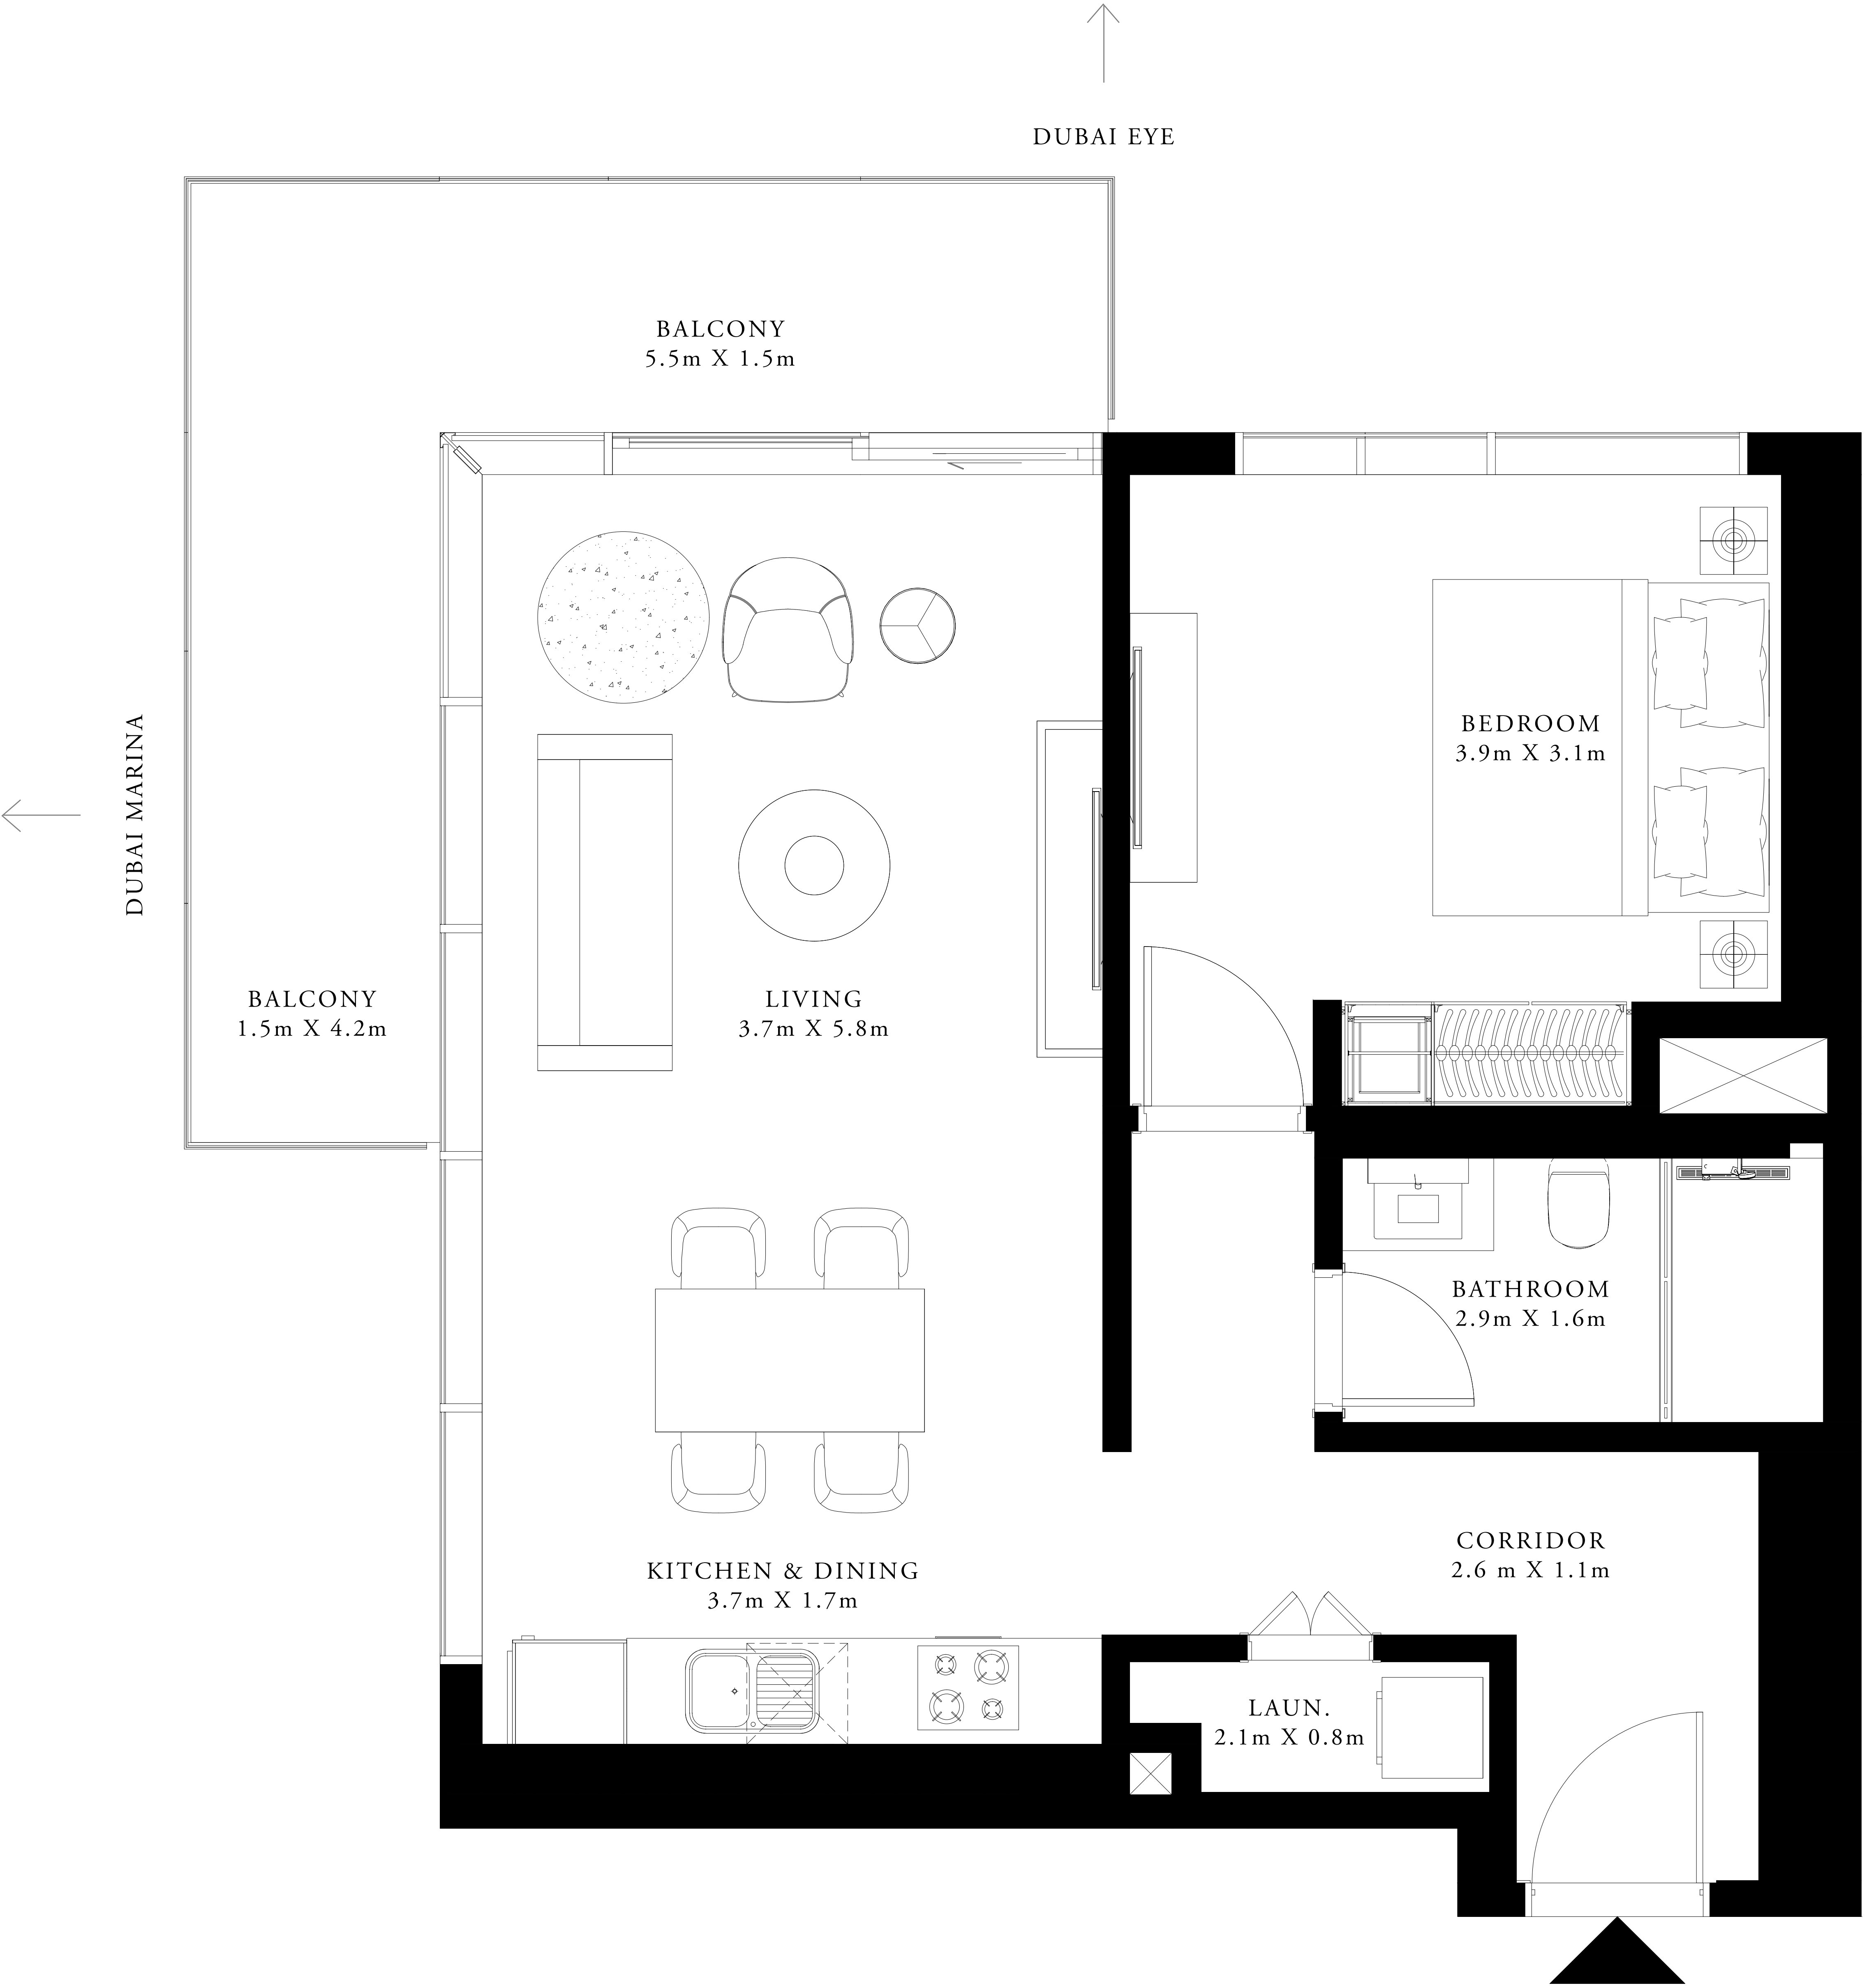 DUBAI EYE
BALCONY
5.5m X 1.5m
DUBAI MARINA
BEDROOM
3.9m X 3.1m
BALCONY
1.5m X 4.2m
LIVING
3.7m X 5.8m
BATHROOM
2.9m X 1.6m
CORRIDOR
2.6 m X 1.1m
KITCHEN & DINING
3.7m X 1.7m
LAUN.
2.1m X 0.8m